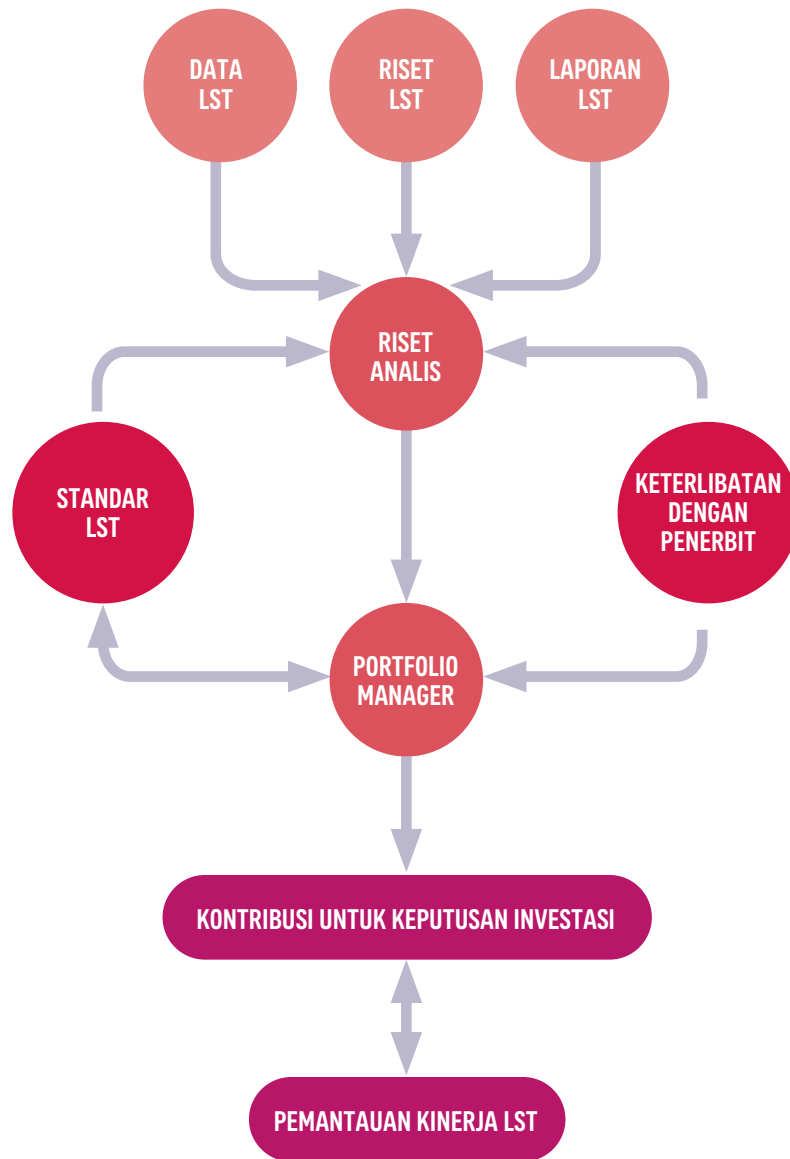 DATA
LST
RISET
LST
LAPORAN
LST
RISET
ANALIS
STANDAR
LST
KETERLIBATAN
DENGAN
PENERBIT
PORTFOLIO
MANAGER
KONTRIBUSI UNTUK KEPUTUSAN INVESTASI
PEMANTAUAN KINERJA LST